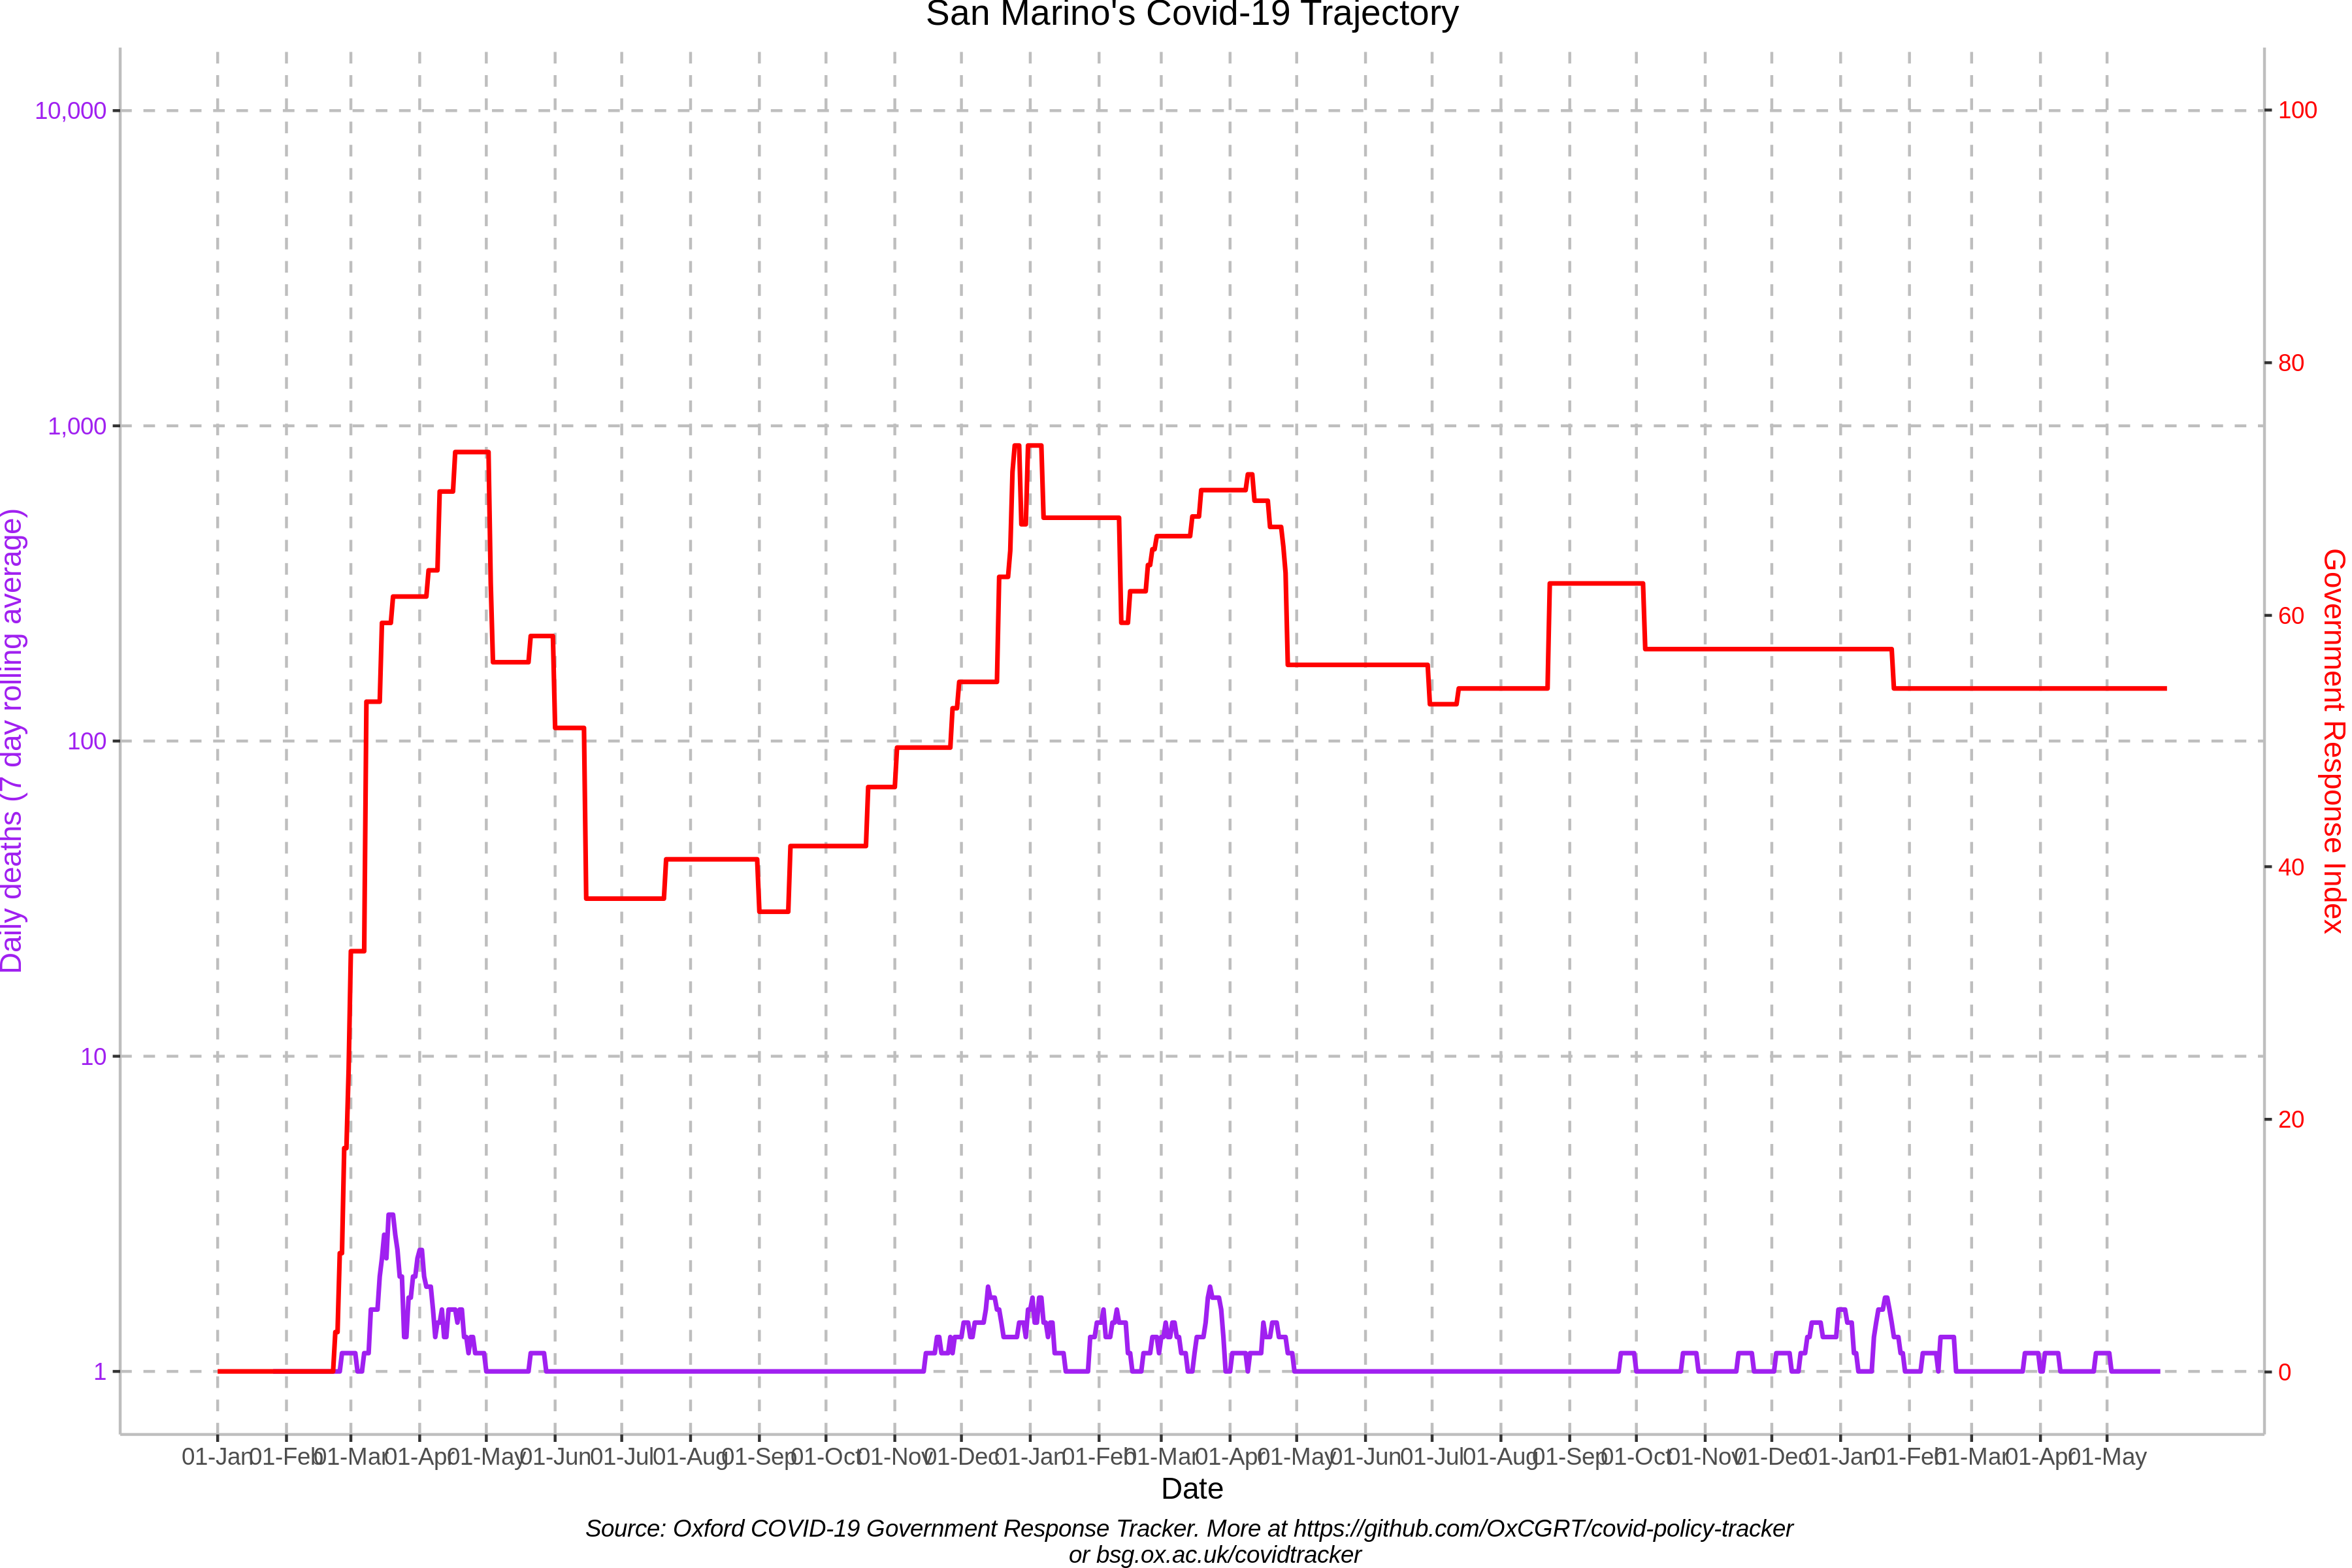 San Marino's Covid-19 Trajectory
10,000
1,000
100
10
1
Daily deaths (7 day rolling average)
100
80
60
40
20
0
Government Response Index
01-Jan 01-Feb 01-Mar 01-Apr 01-May 01-Jun 01-Jul 01-Aug 01-Sep 01-Oct 01-Nov 01-Dec 01-Jan 01-Feb 01-Mar 01-Apr 01-May 01-Jun 01-Jul 01-Aug 01-Sep 01-Oct 01-Nov 01-Dec 01-Jan 01-Feb 01-Mar 01-Apr 01-May
Date
Source: Oxford COVID-19 Government Response Tracker. More at https://github.com/OxCGRT/covid-policy-tracker
or bsg.ox.ac.uk/covidtracker